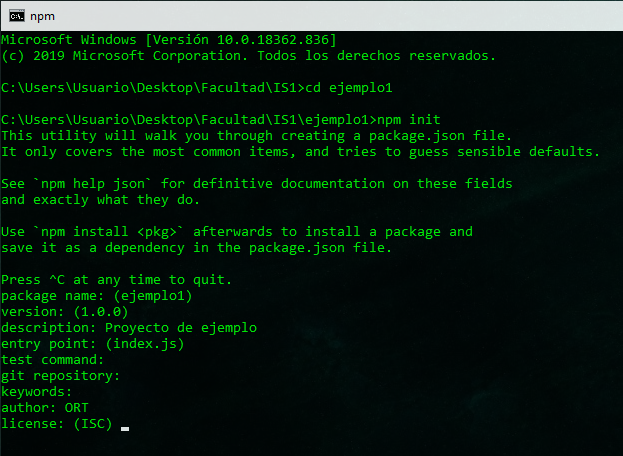 C:\. npm
Microsoft Windows [Versión 10.0.18362.836]
(c) 2019 Microsoft Corporation. Todos los derechos reservados.
C:\Users\Usuario\Desktop\Facultad\IS1>cd ejemplo1
C:\Users\Usuario\Desktop\Facultad\IS1\ejemplo1>npm init
This utility will walk you through creating a package.json file.
It only covers the most common items, and tries to guess sensible defaults.
See `npm help json` for definitive documentation on these fields
and exactly what they do.
Use `npm install <pkg>` afterwards to install a package and
save it as a dependency in the package.json file.
Press ^C at any time to quit.
package name: (ejemplo1)
version: (1.0.0)
description: Proyecto de ejemplo
entry point: (index.js)
test command:
git repository:
keywords:
author: ORT
license: (ISC)